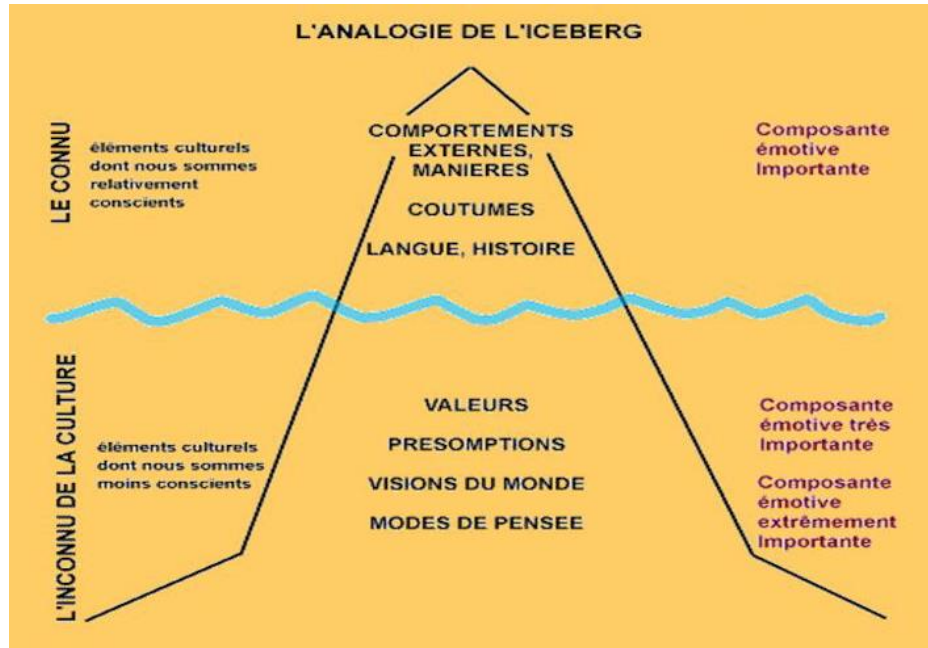 L'ANALOGIE DE L'ICEBERG
LE CONNU
éléments culturels
dont nous sommes
relativement
conscients
COMPORTEMENTS
EXTERNES,
MANIERES
COUTUMES
LANGUE, HISTOIRE
Composante
émotive
Importante
L'INCONNU DE LA CULTURE
éléments culturels
dont nous sommes
moins conscients
VALEURS
PRESOMPTIONS
VISIONS DU MONDE
MODES DE PENSEE
Composante
émotive très
Importante
Composante
émotive
extrêmement
Importante